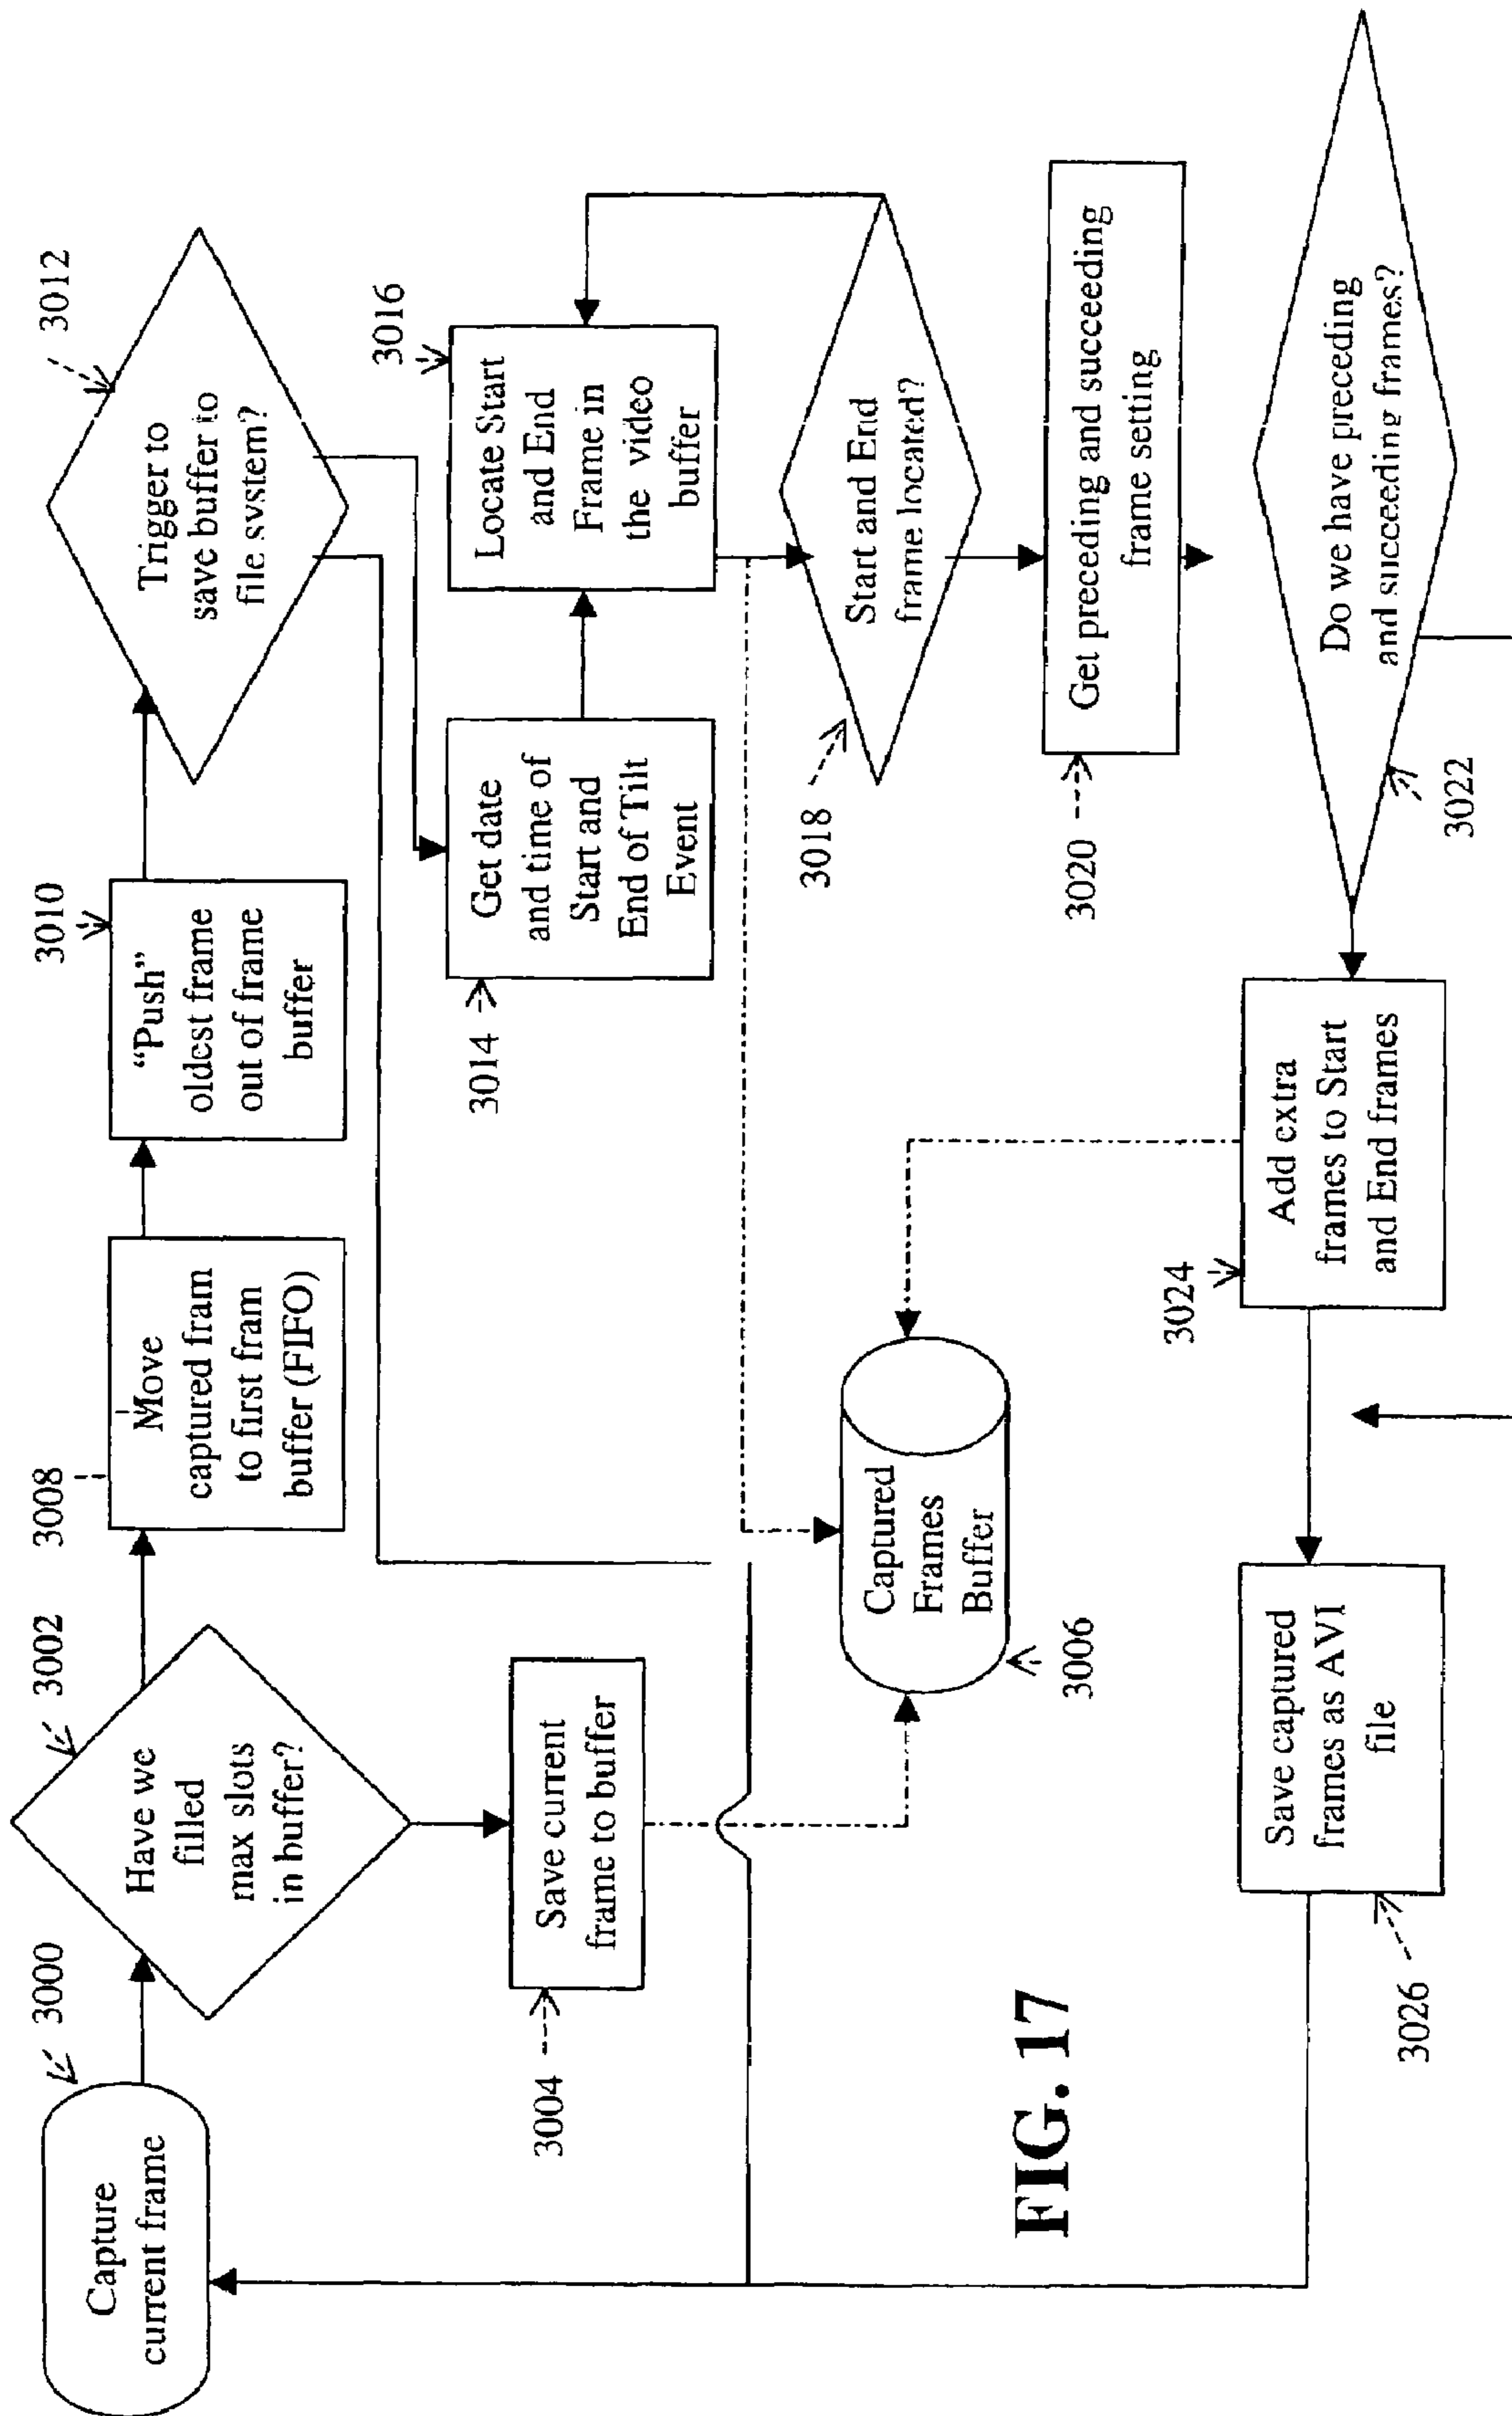 3000
Capture
current frame
3002
Have we
filled
max slots
in buffer?
3004
Save current
frame to buffer
3006
Captured
Frames
Buffer
3008
Move
captured fram
to first fram
buffer (FIFO)
3010
“Push”
oldest frame
out of frame
buffer
3012
Trigger to
save buffer to
file system?
3014
Get date
and time of
Start and
End of Tilt
Event
3016
Locate Start
and End
Frame in
the video
buffer
3018
Start and End
frame located?
3020
Get preceding and succeeding
frame setting
3022
Do we have preceding
and succeeding frames?
3024
Add extra
frames to Start
and End frames
3026
Save captured
frames as AVI
file
FIG. 17